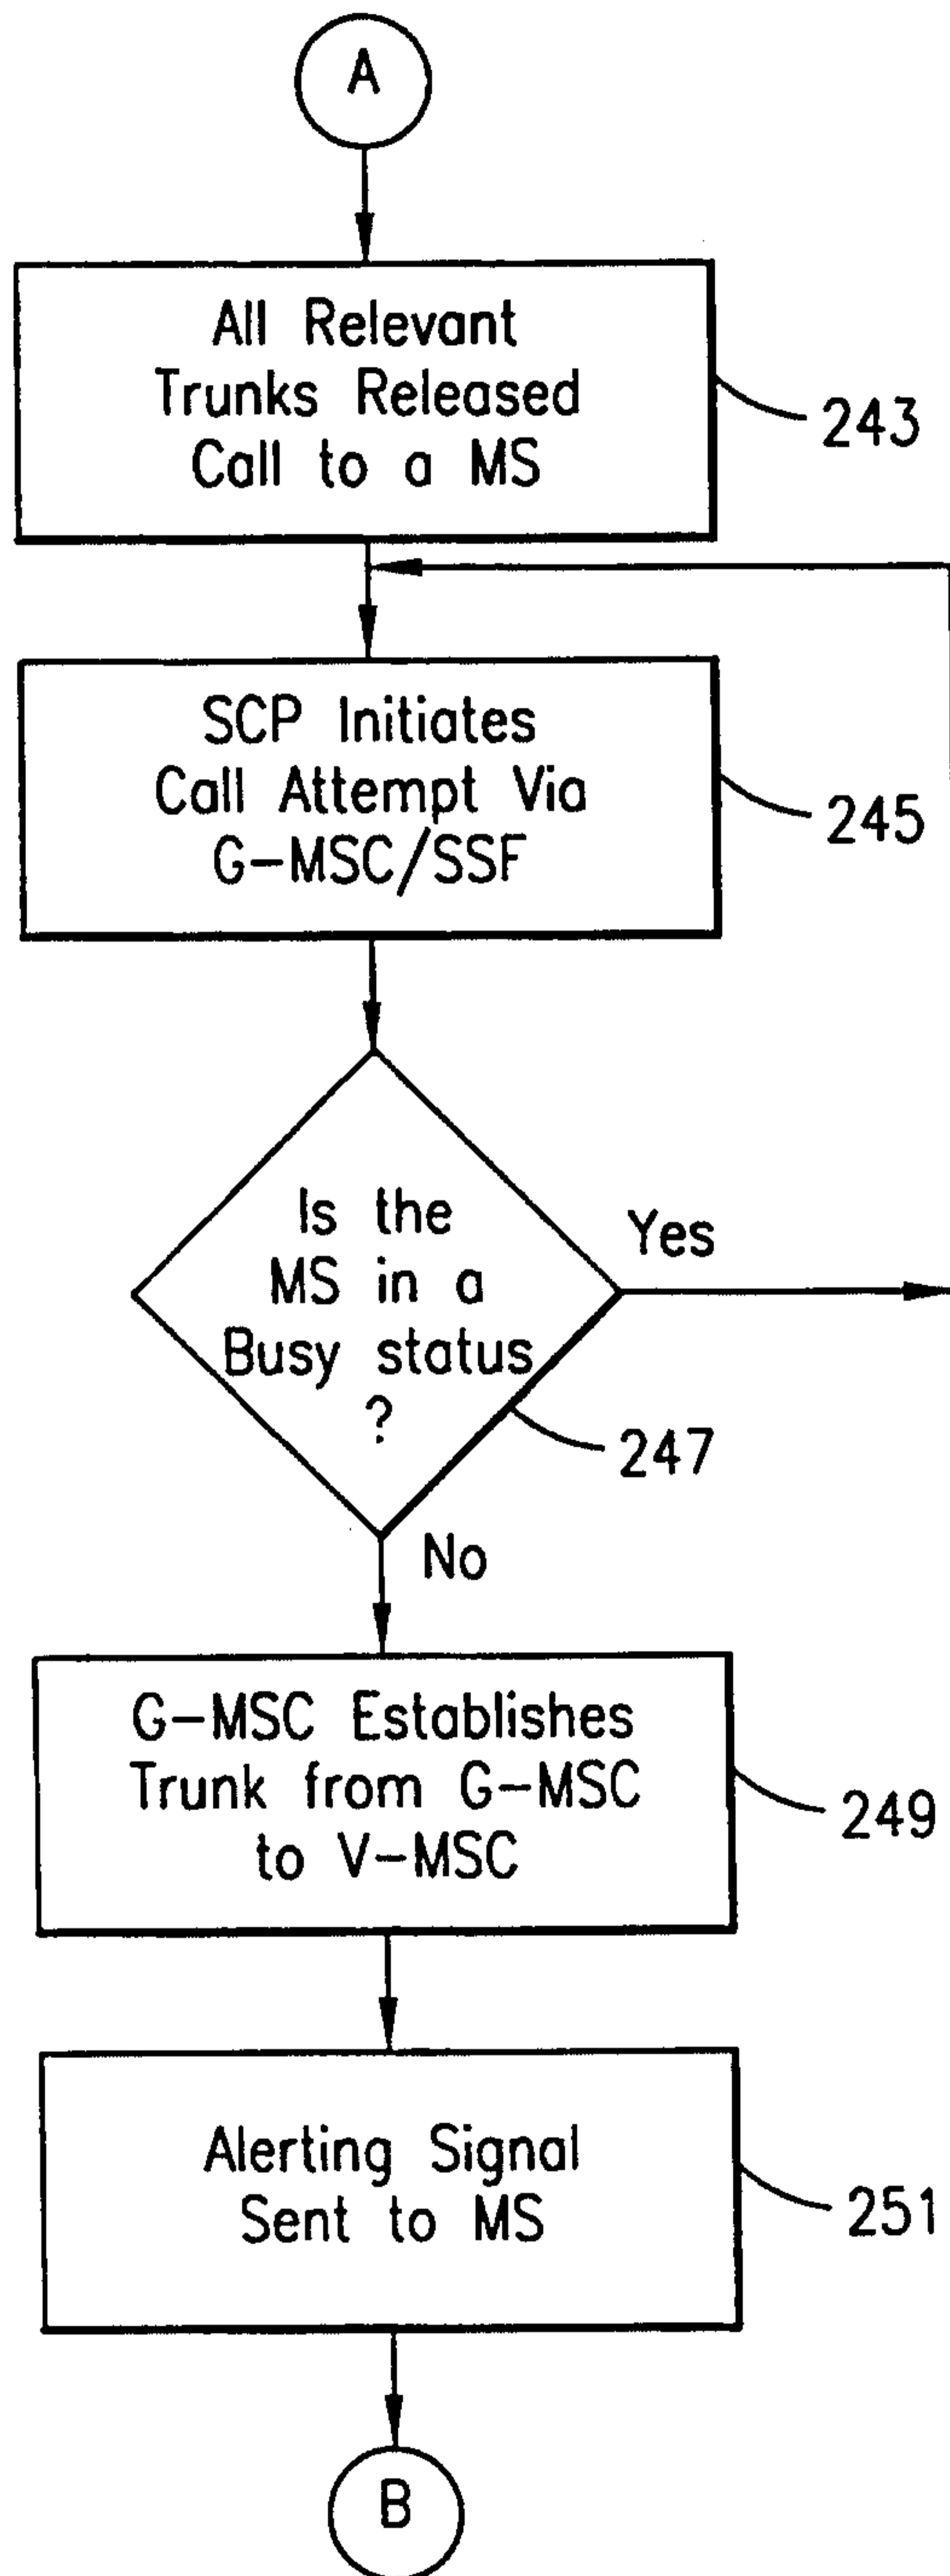 A
All Relevant
Trunks Released
Call to a MS
243
SCP Initiates
Call Attempt Via
G-MSC/SSF
245
Is the
MS in a
Busy status
?
Yes
247
No
G-MSC Establishes
Trunk from G-MSC
to V-MSC
249
Alerting Signal
Sent to MS
251
B